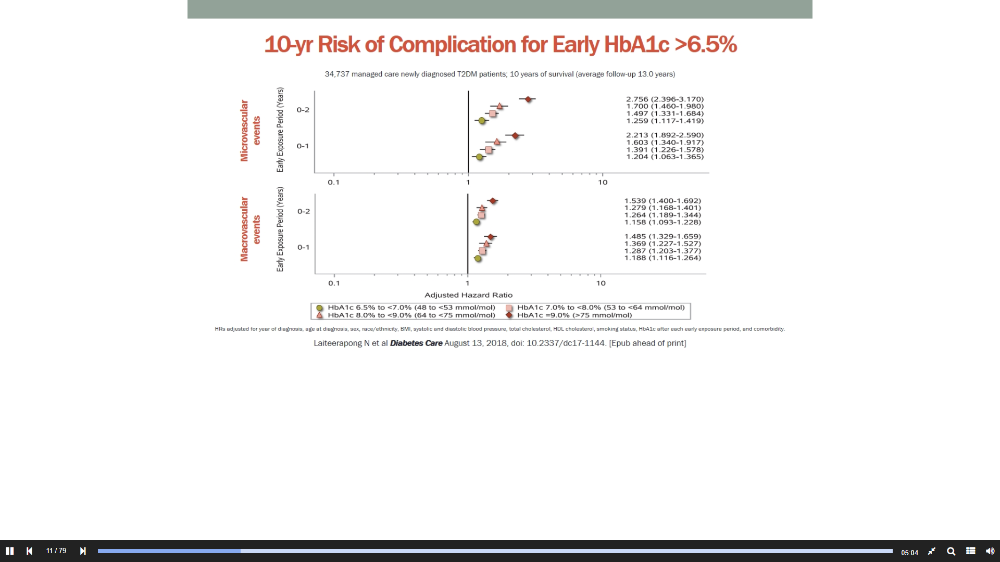 10-yr Risk of Complication for Early HbA1c >6.5%
34,737 managed care newly diagnosed T2DM patients; 10 years of survival (average follow-up 13.0 years)
Microvascular
events
Early Exposure Period (Years)
0-2
2.756 (2.396-3.170)
1.700 (1.460-1.980)
1.497 (1.331-1.684)
1.259 (1.117-1.419)
0-1
2.213 (1.892-2.590)
1.603 (1.340-1.917)
1.391 (1.226-1.578)
1.204 (1.063-1.365)
0.1 1 10
Macrovascular
events
Early Exposure Period (Years)
0-2
1.539 (1.400-1.692)
1.279 (1.168-1.401)
1.264 (1.189-1.344)
1.158 (1.093-1.228)
0-1
1.485 (1.329-1.659)
1.369 (1.227-1.527)
1.287 (1.203-1.377)
1.188 (1.116-1.264)
0.1 1 10
Adjusted Hazard Ratio
HbA1c 6.5% to <7.0% (48 to <53 mmol/mol) HbA1c 7.0% to <8.0% (53 to <64 mmol/mol)
HbA1c 8.0% to <9.0% (64 to <75 mmol/mol) HbA1c =9.0% (>75 mmol/mol)
HRs adjusted for year of diagnosis, age at diagnosis, sex, race/ethnicity, BMI, systolic and diastolic blood pressure, total cholesterol, HDL cholesterol, smoking status, HbA1c after each early exposure period, and comorbidity.
Laiteerapong N et al Diabetes Care August 13, 2018, doi: 10.2337/dc17-1144. [Epub ahead of print]
11 / 79
05:04